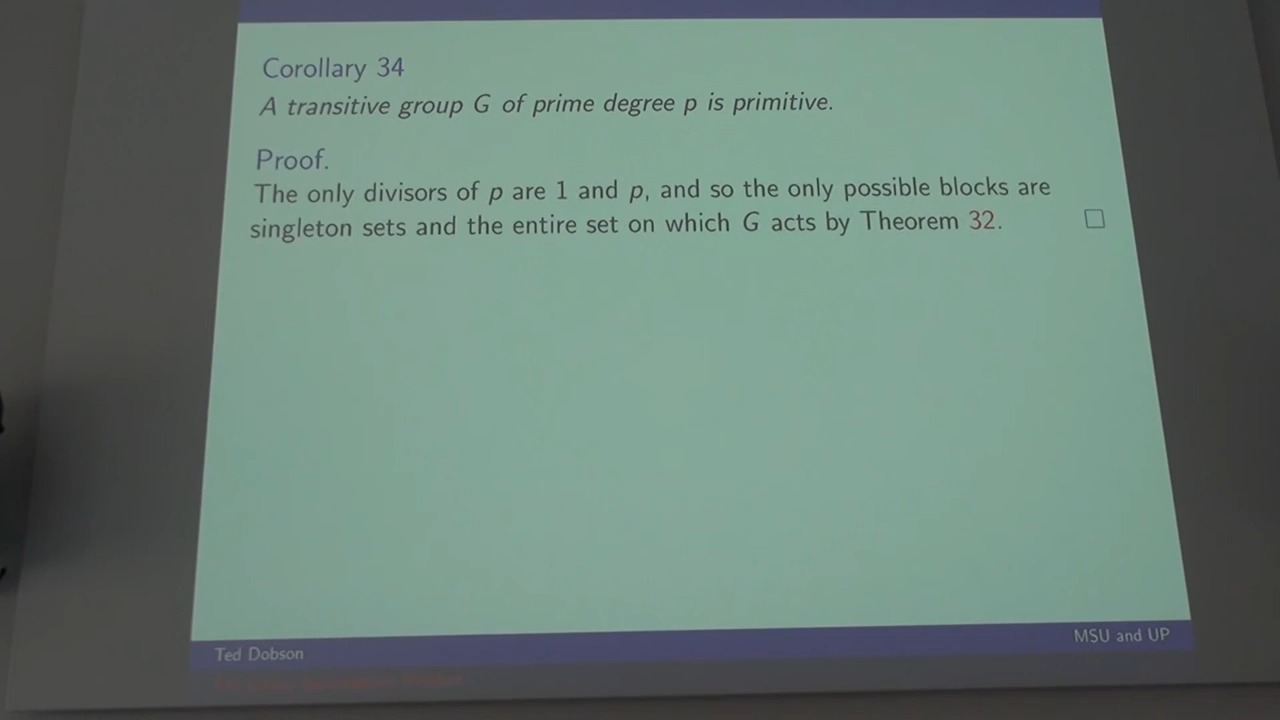 Corollary 34
A transitive group G of prime degree p is primitive.
Proof.
The only divisors of p are 1 and p, and so the only possible blocks are
singleton sets and the entire set on which G acts by Theorem 32.
Ted Dobson
MSU and UP